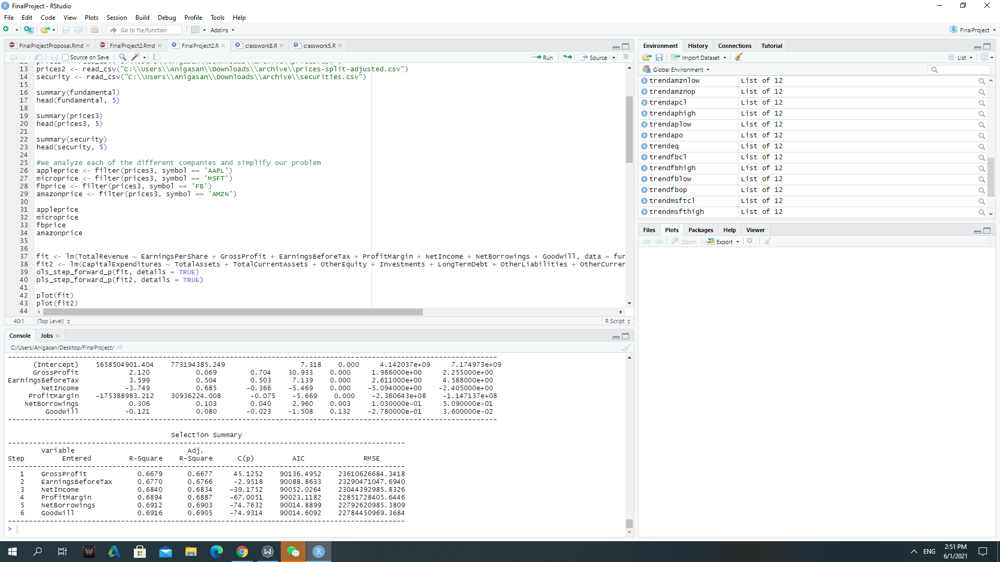 FinalProject - RStudio
File Edit Code View Plots Session Build Debug Profile Tools Help
Go to file/function Addins FinalProject
FinalProjectProposal.Rmd FinalProject2.Rmd FinalProject2.R classwork8.R classwork5.R
Source on Save Run Source
13 prices2 <- read_csv("C:\\Users\\Anigasan\\Downloads\\archive\\prices-split-adjusted.csv")
14 security <- read_csv("C:\\Users\\Anigasan\\Downloads\\archive\\securities.csv")
15
16 summary(fundamental)
17 head(fundamental, 5)
18
19 summary(prices3)
20 head(prices3, 5)
21
22 summary(security)
23 head(security, 5)
24
25 #We analyze each of the different companies and simplify our problem
26 appleprice <- filter(prices3, symbol == 'AAPL')
27 microprice <- filter(prices3, symbol == 'MSFT')
28 fbprice <- filter(prices3, symbol == 'FB')
29 amazonprice <- filter(prices3, symbol == 'AMZN')
30
31 appleprice
32 microprice
33 fbprice
34 amazonprice
35
36
37 fit <- lm(TotalRevenue ~ EarningsPerShare + GrossProfit + EarningsBeforeTax + ProfitMargin + NetIncome + NetBorrowings + Goodwill, data = fur
38 fit2 <- lm(CapitalExpenditures ~ TotalAssets + TotalCurrentAssets + OtherEquity + Investments + LongTermDebt + OtherLiabilities + OtherCurrer
39 ols_step_forward_p(fit, details = TRUE)
40 ols_step_forward_p(fit2, details = TRUE)
41
42 plot(fit)
43 plot(fit2)
44
40:1 (Top Level) R Script
Console Jobs
C:/Users/Anigasan/Desktop/FinalProject/
(Intercept) 5658504901.404 773194385.249 7.318 0.000 4.142037e+09 7.174973e+09
GrossProfit 2.120 0.069 0.704 30.933 0.000 1.986000e+00 2.255000e+00
EarningsBeforeTax 3.599 0.504 0.503 7.139 0.000 2.611000e+00 4.588000e+00
NetIncome -3.749 0.685 -0.366 -5.469 0.000 -5.094000e+00 -2.405000e+00
ProfitMargin -175388983.212 30936224.008 -0.075 -5.669 0.000 -2.360643e+08 -1.147137e+08
NetBorrowings 0.306 0.103 0.040 2.960 0.003 1.030000e-01 5.090000e-01
Goodwill -0.121 0.080 -0.023 -1.508 0.132 -2.780000e-01 3.600000e-02
Selection Summary
Variable Adj.
Step Entered R-Square R-Square C(p) AIC RMSE
1 GrossProfit 0.6679 0.6677 45.1252 90136.4952 23610626684.3418
2 EarningsBeforeTax 0.6770 0.6766 -2.9518 90088.8633 23290471047.6940
3 NetIncome 0.6840 0.6834 -39.1752 90052.0264 23044392985.8326
4 ProfitMargin 0.6894 0.6887 -67.0051 90023.1182 22851728405.6446
5 NetBorrowings 0.6912 0.6903 -74.7632 90014.8899 22792620985.3809
6 Goodwill 0.6916 0.6905 -74.9314 90014.6092 22784450969.3684
>
Environment History Connections Tutorial
Import Dataset List
Global Environment
trendamznlow List of 12
trendamznop List of 12
trendapcl List of 12
trendaphigh List of 12
trendaplow List of 12
trendapo List of 12
trendeq List of 12
trendfbcl List of 12
trendfbhigh List of 12
trendfblow List of 12
trendfbop List of 12
trendmsftcl List of 12
trendmsfthigh List of 12
Files Plots Packages Help Viewer
Zoom Export
ENG
2:51 PM
6/1/2021